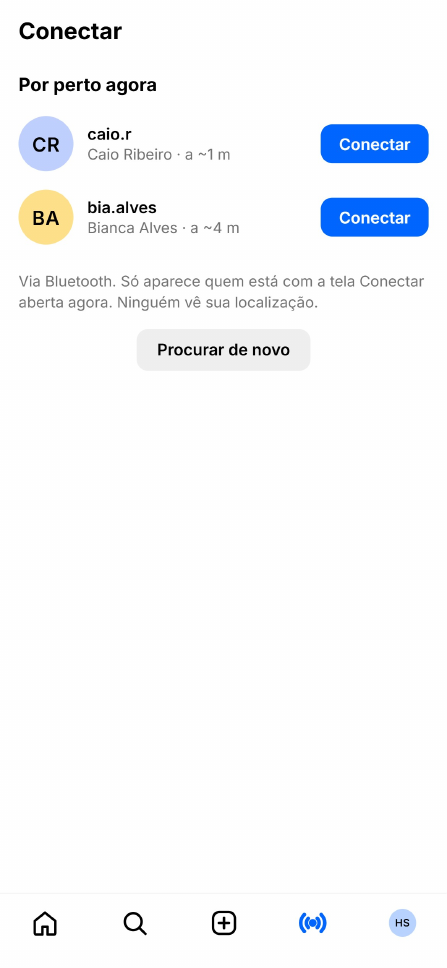 Conectar
Por perto agora
CR
caio.r
Caio Ribeiro · a ~1 m
Conectar
BA
bia.alves
Bianca Alves · a ~4 m
Conectar
Via Bluetooth. Só aparece quem está com a tela Conectar
aberta agora. Ninguém vê sua localização.
Procurar de novo
HS